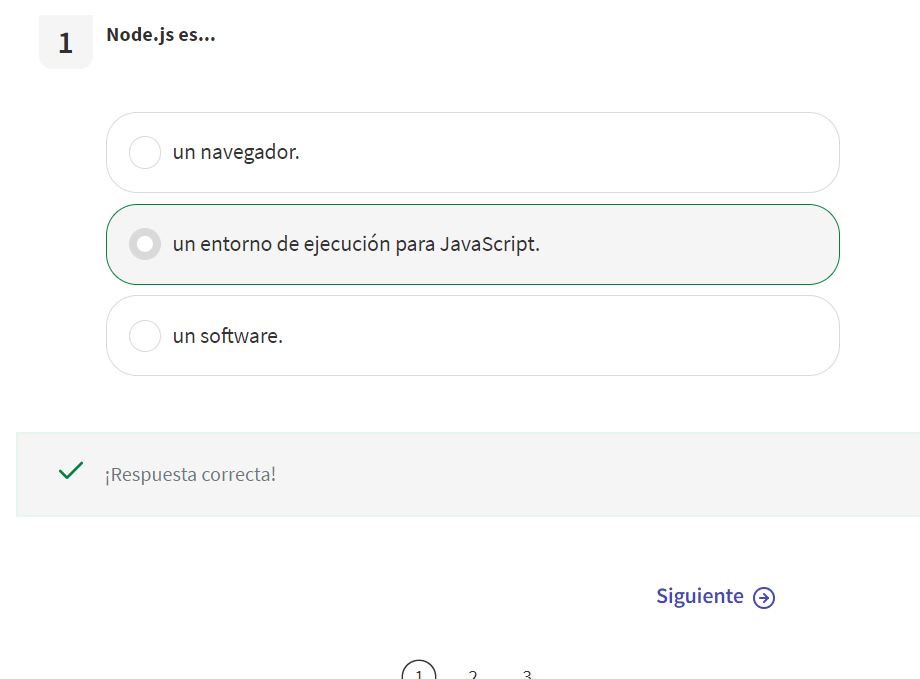 1
Node.js es...
un navegador.
un entorno de ejecución para JavaScript.
un software.
¡Respuesta correcta!
Siguiente
1 2 3